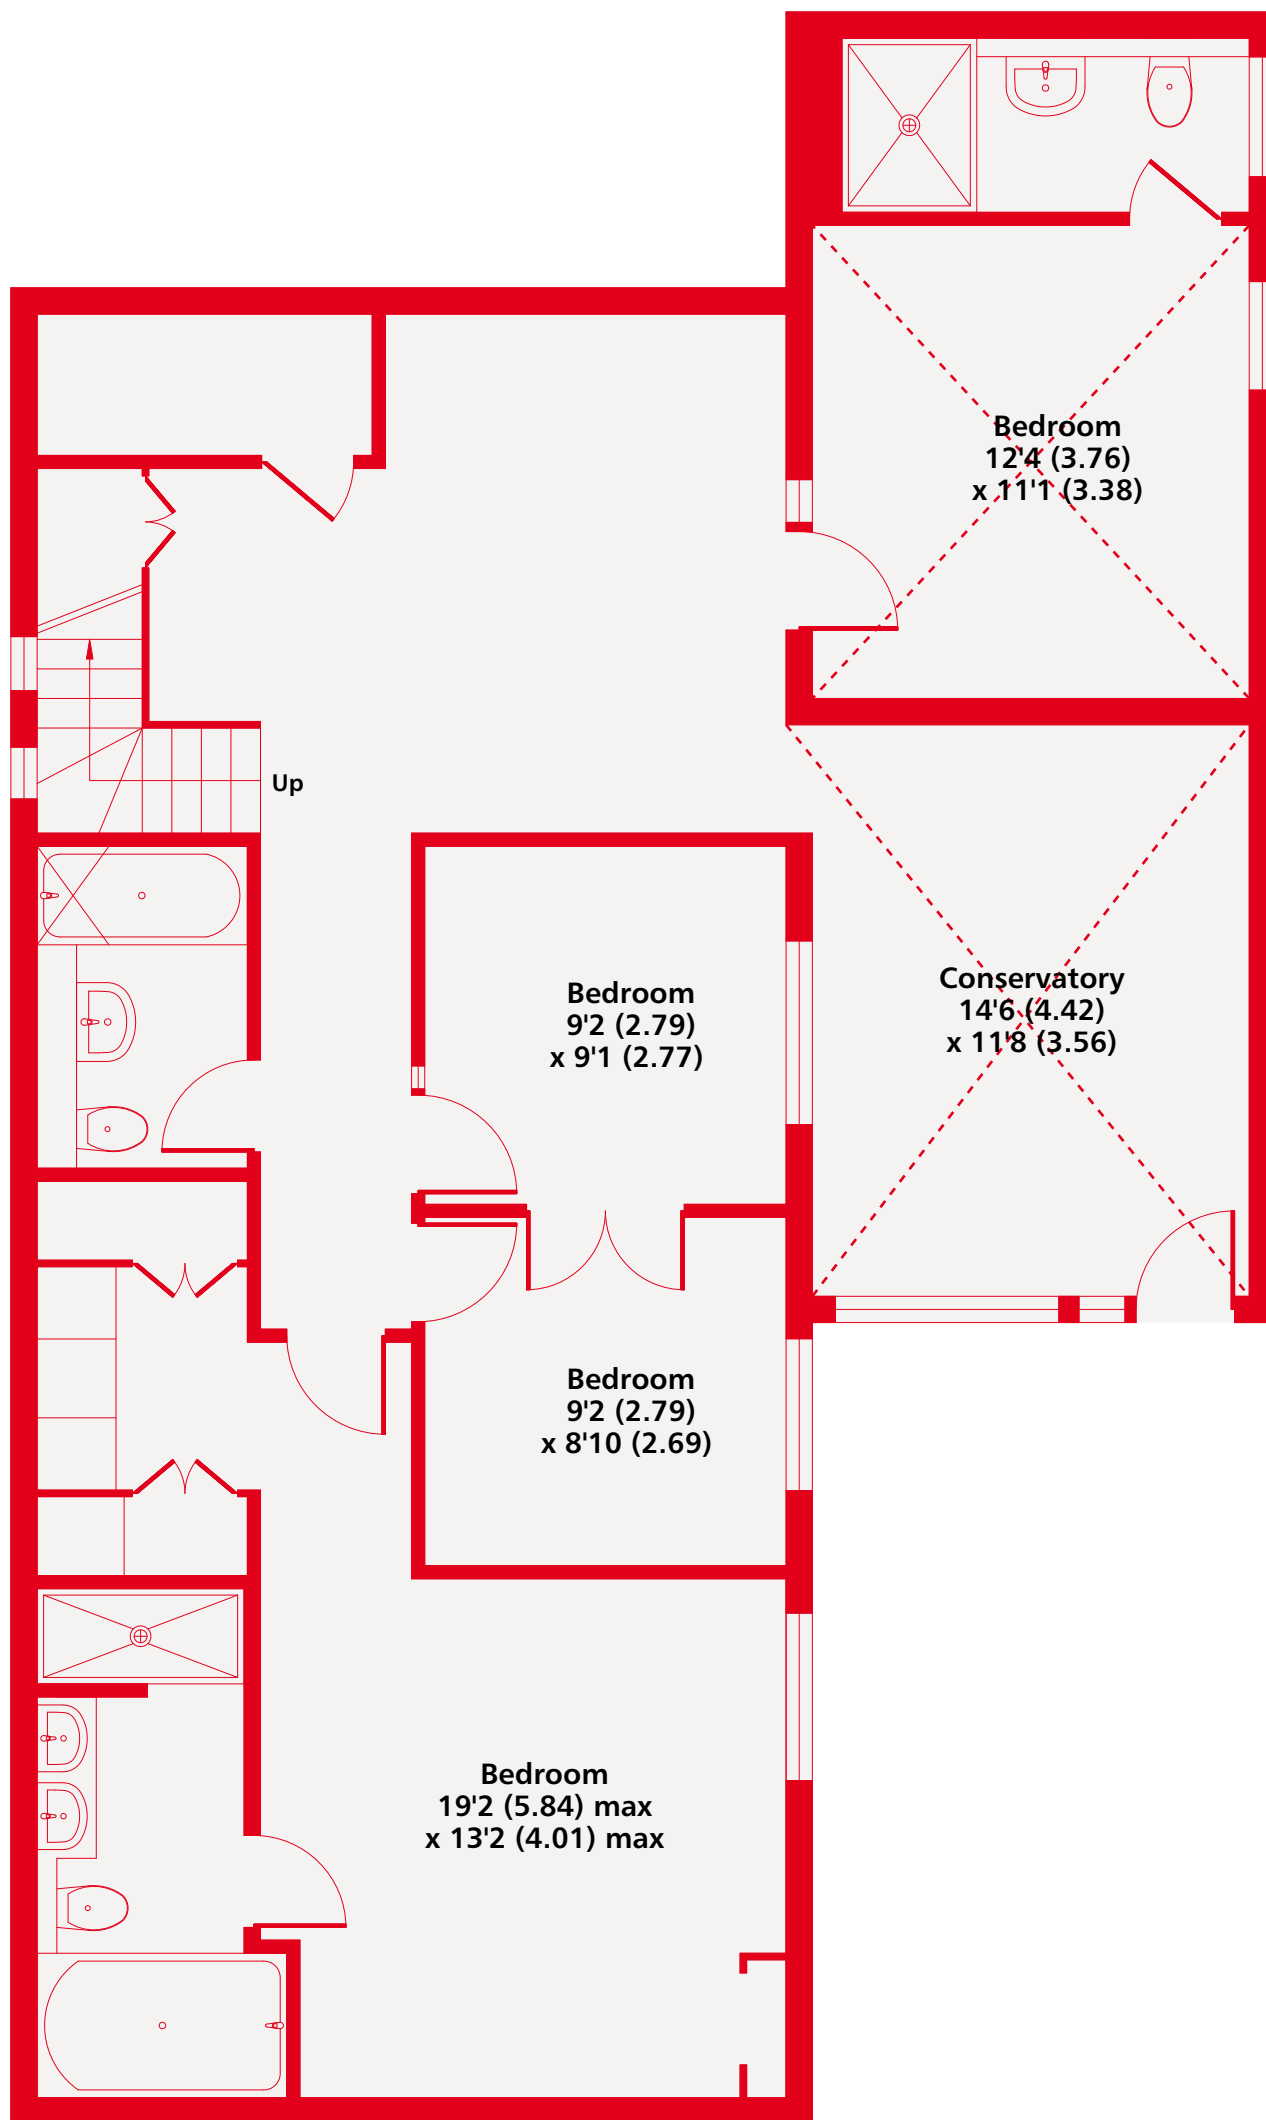 Bedroom
12'4 (3.76)
x 11'1 (3.38)
Up
Bedroom
9'2 (2.79)
x 9'1 (2.77)
Conservatory
14'6 (4.42)
x 11'8 (3.56)
Bedroom
9'2 (2.79)
x 8'10 (2.69)
Bedroom
19'2 (5.84) max
x 13'2 (4.01) max